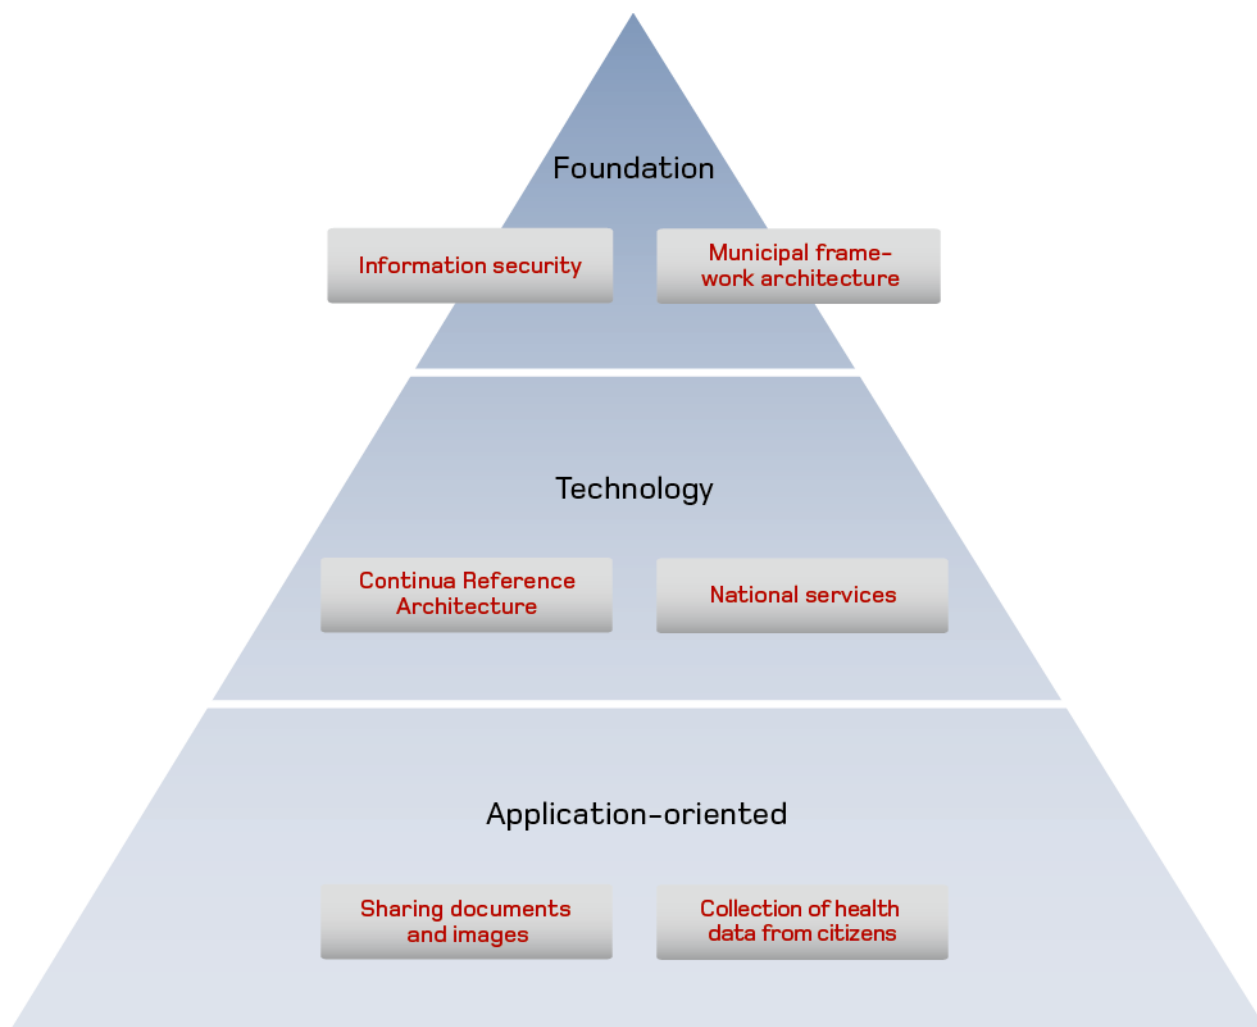 Foundation
Information security
Municipal frame-
work architecture
Technology
Continua Reference
Architecture
National services
Application-oriented
Sharing documents
and images
Collection of health
data from citizens